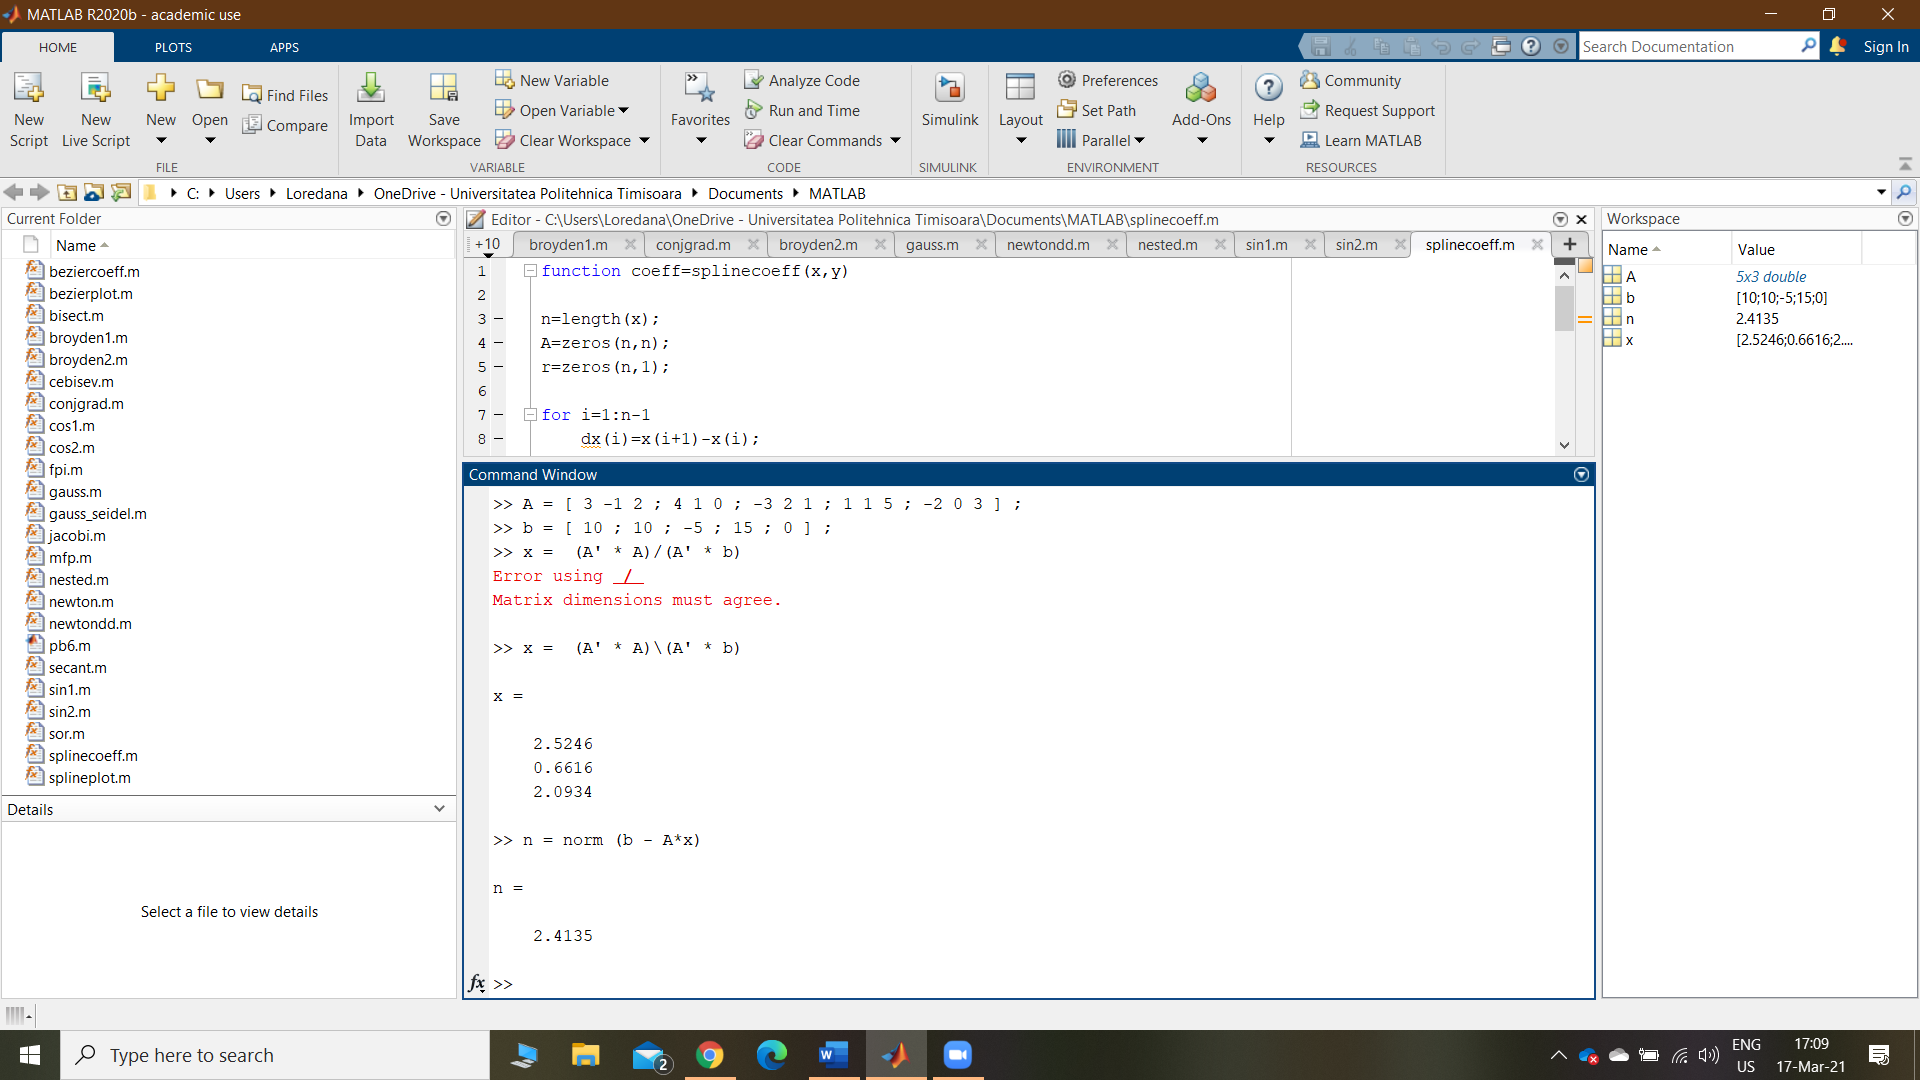 MATLAB R2020b - academic use
HOME PLOTS APPS
Search Documentation
Sign In
New Script
New Live Script
New
Open
Find Files
Compare
FILE
Import Data
Save Workspace
New Variable
Open Variable
Clear Workspace
VARIABLE
Favorites
Analyze Code
Run and Time
Clear Commands
CODE
Simulink
SIMULINK
Layout
Preferences
Set Path
Parallel
Add-Ons
ENVIRONMENT
Help
Community
Request Support
Learn MATLAB
RESOURCES
C: Users Loredana OneDrive - Universitatea Politehnica Timisoara Documents MATLAB
Current Folder
Name
beziercoeff.m
bezierplot.m
bisect.m
broyden1.m
broyden2.m
cebisev.m
conjgrad.m
cos1.m
cos2.m
fpi.m
gauss.m
gauss_seidel.m
jacobi.m
mfp.m
nested.m
newton.m
newtondd.m
pb6.m
secant.m
sin1.m
sin2.m
sor.m
splinecoeff.m
splineplot.m
Details
Select a file to view details
Editor - C:\Users\Loredana\OneDrive - Universitatea Politehnica Timisoara\Documents\MATLAB\splinecoeff.m
+10 broyden1.m conjgrad.m broyden2.m gauss.m newtondd.m nested.m sin1.m sin2.m splinecoeff.m
1 function coeff=splinecoeff(x,y)
2
3 – n=length(x);
4 – A=zeros(n,n);
5 – r=zeros(n,1);
6
7 – for i=1:n-1
8 – dx(i)=x(i+1)-x(i);
Command Window
>> A = [ 3 -1 2 ; 4 1 0 ; -3 2 1 ; 1 1 5 ; -2 0 3 ] ;
>> b = [ 10 ; 10 ; -5 ; 15 ; 0 ] ;
>> x =  (A' * A)/(A' * b)
Error using  /
Matrix dimensions must agree.
>> x =  (A' * A)\(A' * b)
x =
2.5246
0.6616
2.0934
>> n = norm (b - A*x)
n =
2.4135
fx >>
Workspace
Name Value
A 5x3 double
b [10;10;-5;15;0]
n 2.4135
x [2.5246;0.6616;2....
Type here to search
2
ENG
US
17:09
17-Mar-21